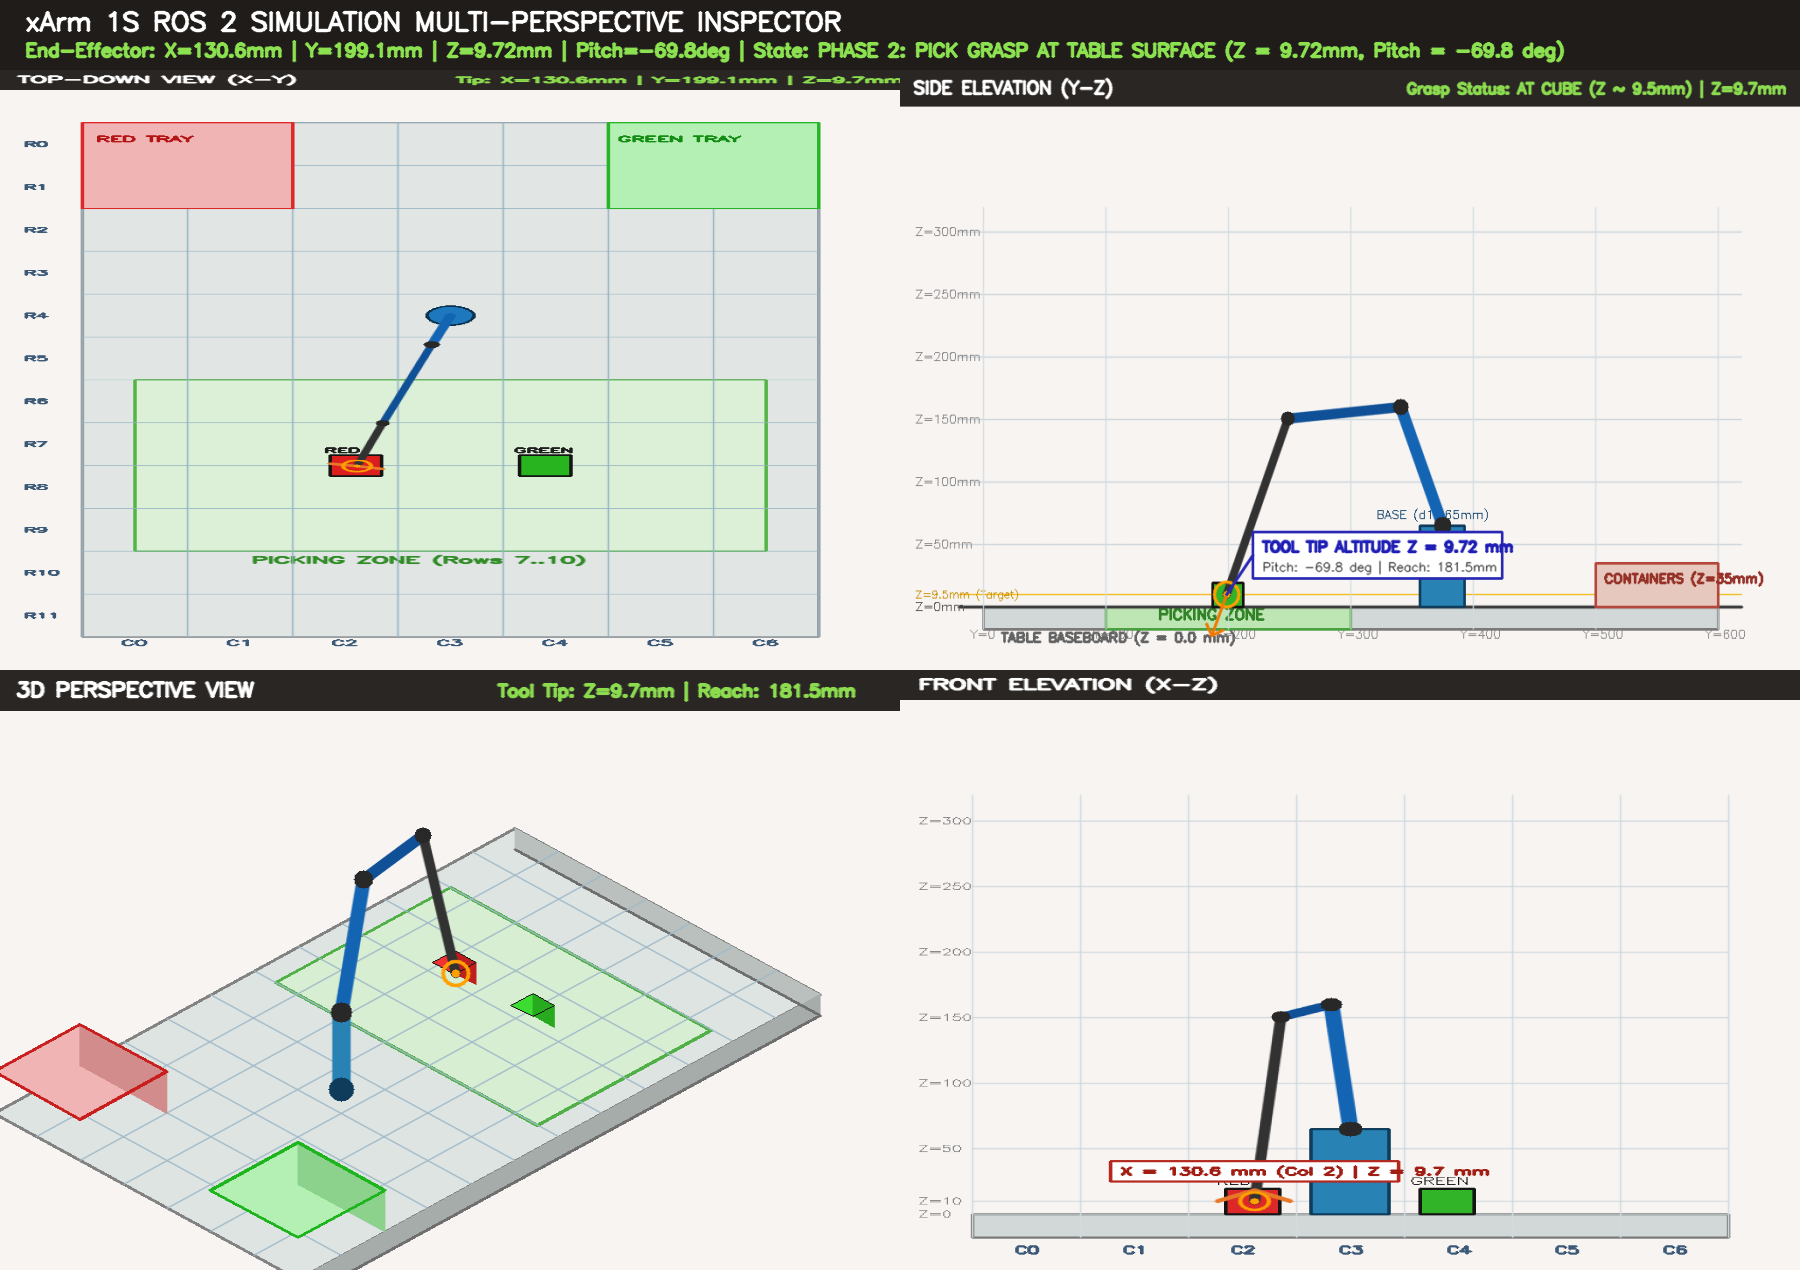 xArm 1S ROS 2 SIMULATION MULTI-PERSPECTIVE INSPECTOR
End-Effector: X=130.6mm | Y=199.1mm | Z=9.72mm | Pitch=-69.8deg | State: PHASE 2: PICK GRASP AT TABLE SURFACE (Z = 9.72mm, Pitch = -69.8 deg)
TOP-DOWN VIEW (X-Y)
Tip: X=130.6mm | Y=199.1mm | Z=9.7mm
RED TRAY
GREEN TRAY
R0
R1
R2
R3
R4
R5
R6
R7
R8
R9
R10
R11
RED
GREEN
PICKING ZONE (Rows 7..10)
C0
C1
C2
C3
C4
C5
C6
SIDE ELEVATION (Y-Z)
Grasp Status: AT CUBE (Z ~ 9.5mm) | Z=9.7mm
Z=300mm
Z=250mm
Z=200mm
Z=150mm
Z=100mm
Z=50mm
Z=9.5mm (Target)
Z=0mm
BASE (d1 65mm)
TOOL TIP ALTITUDE Z = 9.72 mm
Pitch: -69.8 deg | Reach: 181.5mm
CONTAINERS (Z=35mm)
PICKING ZONE
TABLE BASEBOARD (Z = 0.0 mm)
Y=0
200
Y=300
Y=400
Y=500
Y=600
3D PERSPECTIVE VIEW
Tool Tip: Z=9.7mm | Reach: 181.5mm
FRONT ELEVATION (X-Z)
Z=300
Z=250
Z=200
Z=150
Z=100
Z=50
Z=10
Z=0
X = 130.6 mm (Col 2) | Z = 9.7 mm
RED
GREEN
C0
C1
C2
C3
C4
C5
C6